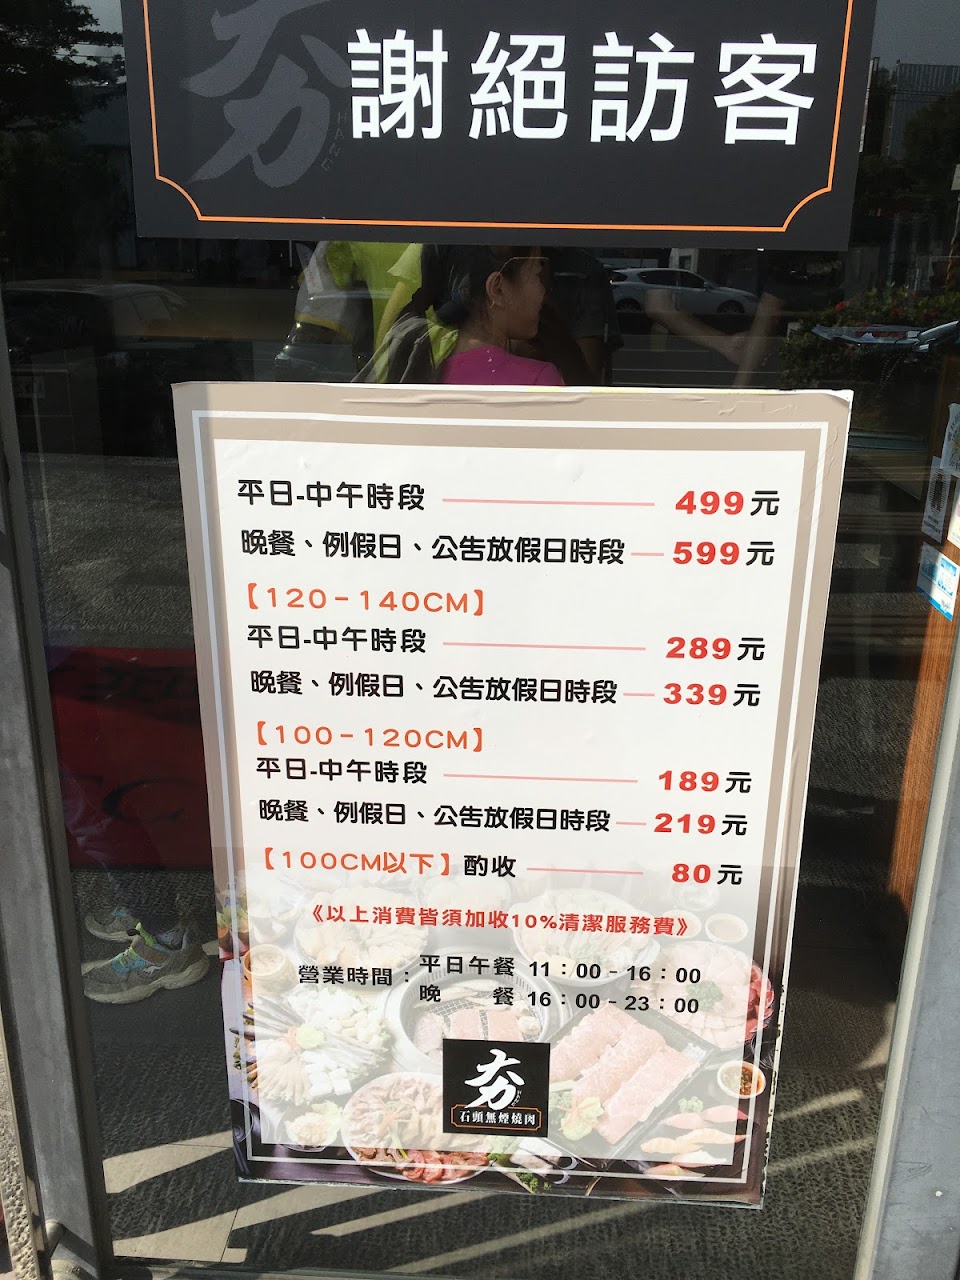 夯
HANG
謝絕訪客
平日-中午時段 499元
晚餐、例假日、公告放假日時段 599元
【120-140CM】
平日-中午時段 289元
晚餐、例假日、公告放假日時段 339元
【100-120CM】
平日-中午時段 189元
晚餐、例假日、公告放假日時段 219元
【100CM以下】酌收 80元
《以上消費皆須加收10%清潔服務費》
營業時間：平日午餐 11：00-16：00
晚 餐 16：00-23：00
夯
石頭無煙燒肉